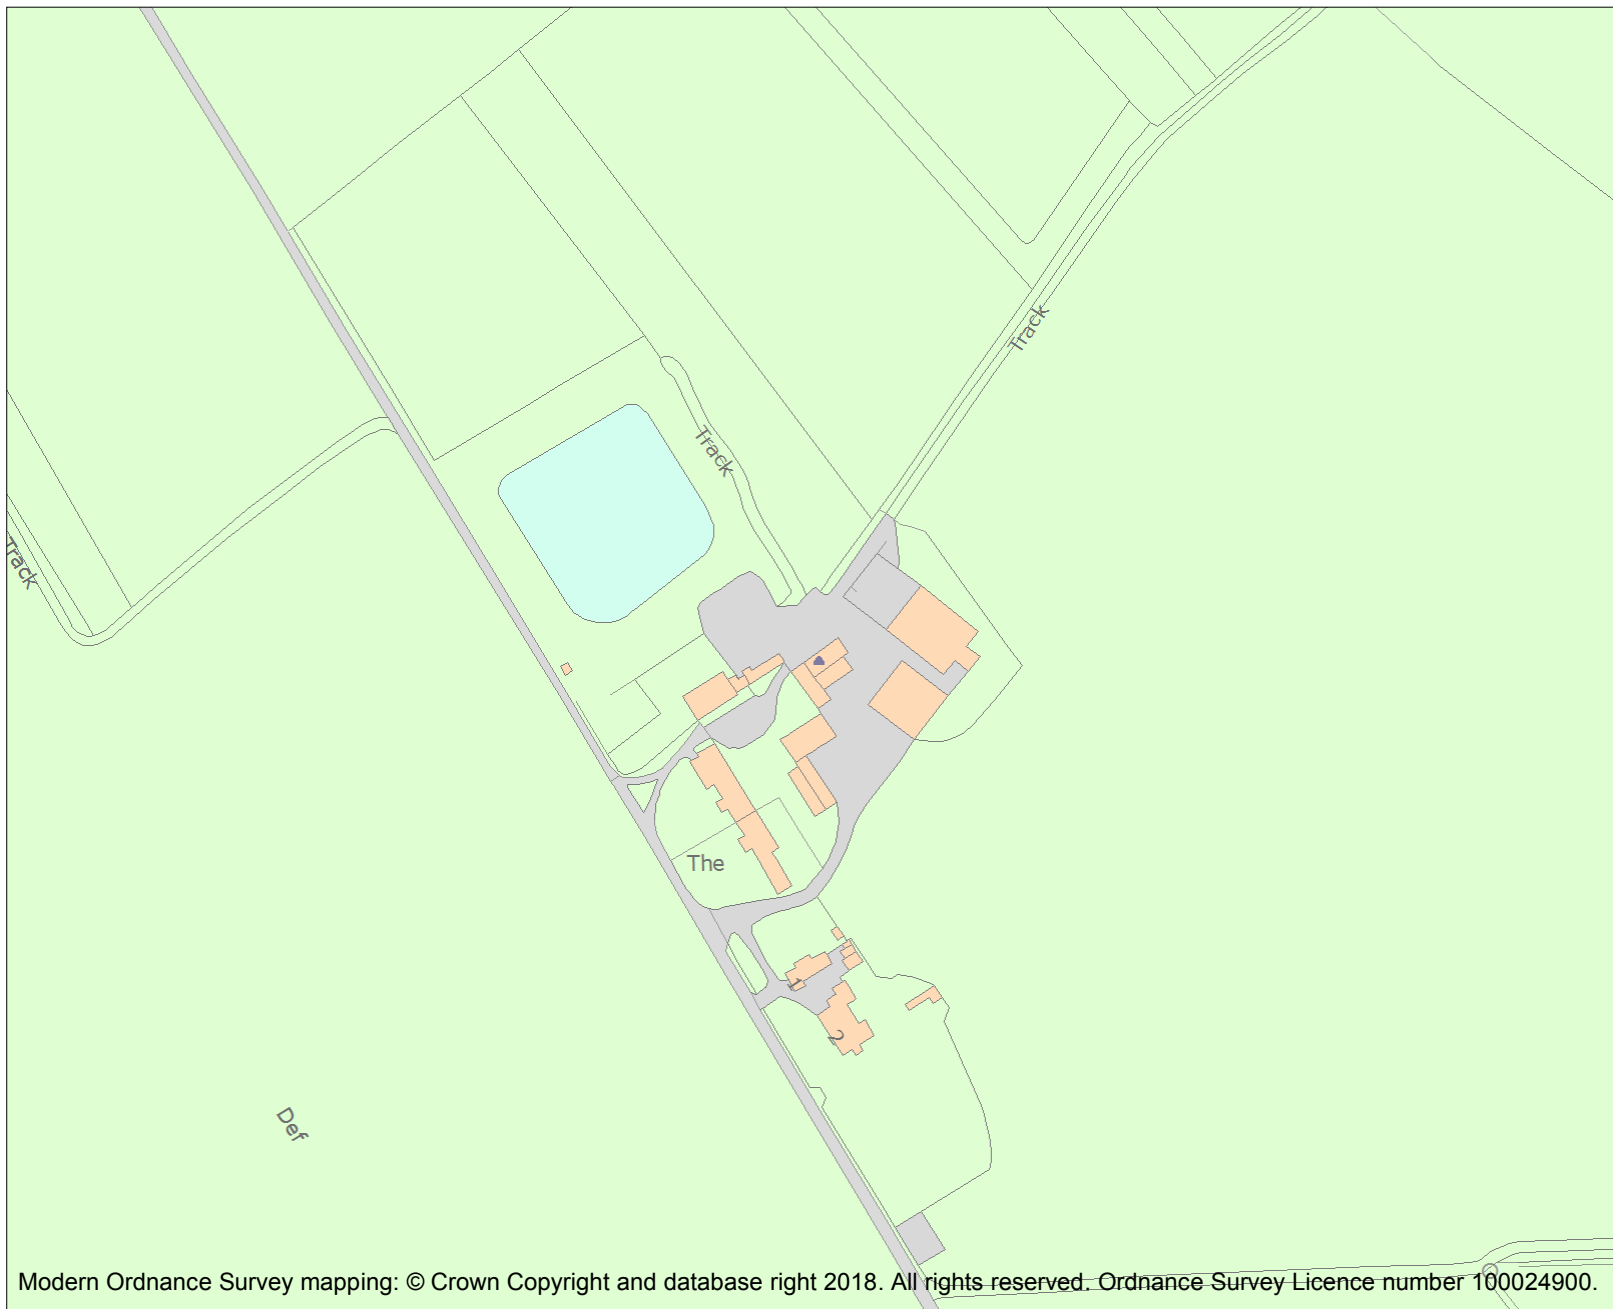 Track
Track
Track
The
1
2
Def
Modern Ordnance Survey mapping: © Crown Copyright and database right 2018. All rights reserved. Ordnance Survey Licence number 100024900.